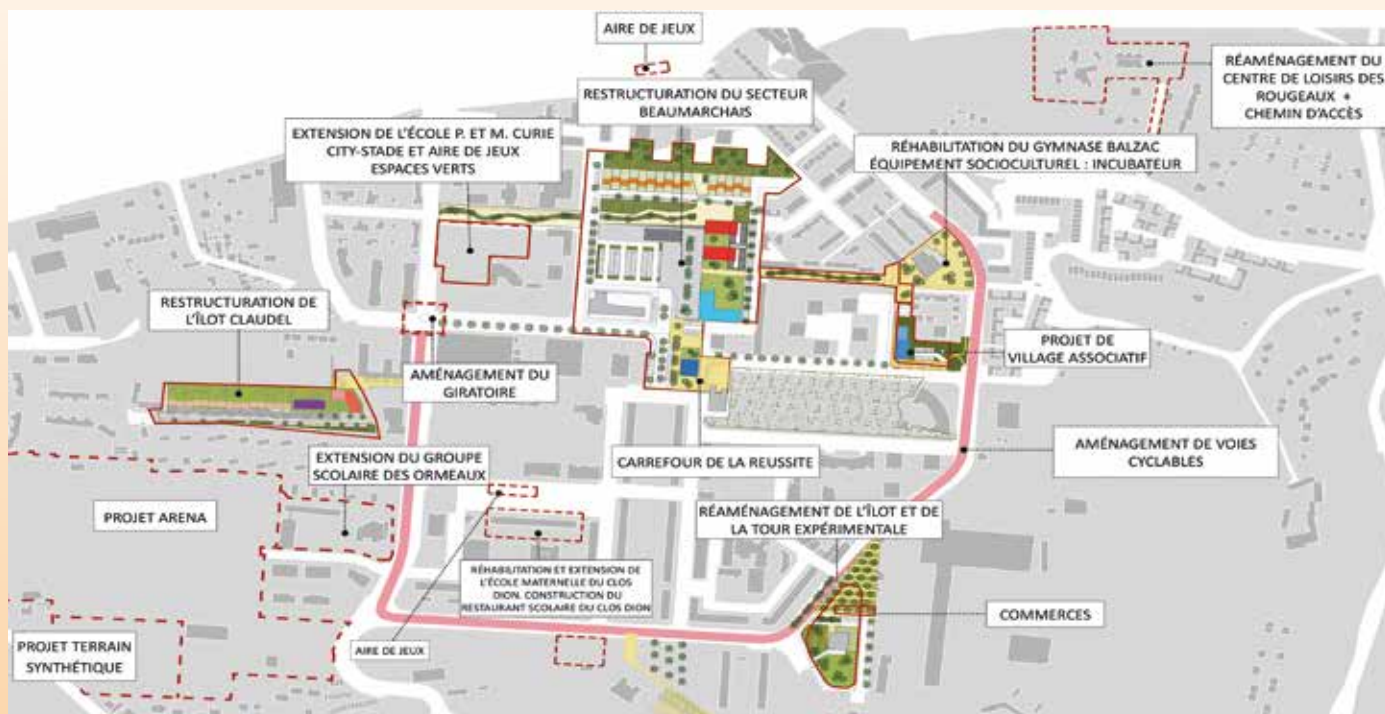 AIRE DE JEUX
RÉAMÉNAGEMENT DU
CENTRE DE LOISIRS DES
ROUGEAUX +
CHEMIN D'ACCÈS
RESTRUCTURATION DU SECTEUR
BEAUMARCHAIS
EXTENSION DE L'ÉCOLE P. ET M. CURIE
CITY-STADE ET AIRE DE JEUX
ESPACES VERTS
RÉHABILITATION DU GYMNASE BALZAC
ÉQUIPEMENT SOCIOCULTUREL : INCUBATEUR
RESTRUCTURATION DE
L'ÎLOT CLAUDEL
PROJET DE
VILLAGE ASSOCIATIF
AMÉNAGEMENT DU
GIRATOIRE
EXTENSION DU GROUPE
SCOLAIRE DES ORMEAUX
CARREFOUR DE LA REUSSITE
AMÉNAGEMENT DE VOIES
CYCLABLES
PROJET ARENA
RÉAMÉNAGEMENT DE L'ÎLOT ET DE
LA TOUR EXPÉRIMENTALE
RÉHABILITATION ET EXTENSION DE
L'ÉCOLE MATERNELLE DU CLOS
DION. CONSTRUCTION DU
RESTAURANT SCOLAIRE DU CLOS DION
COMMERCES
PROJET TERRAIN
SYNTHÉTIQUE
AIRE DE JEUX